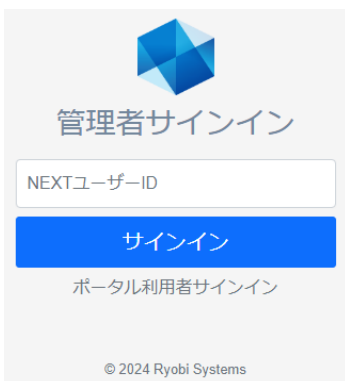 管理者サインイン
NEXTユーザーID
サインイン
ポータル利用者サインイン
© 2024 Ryobi Systems